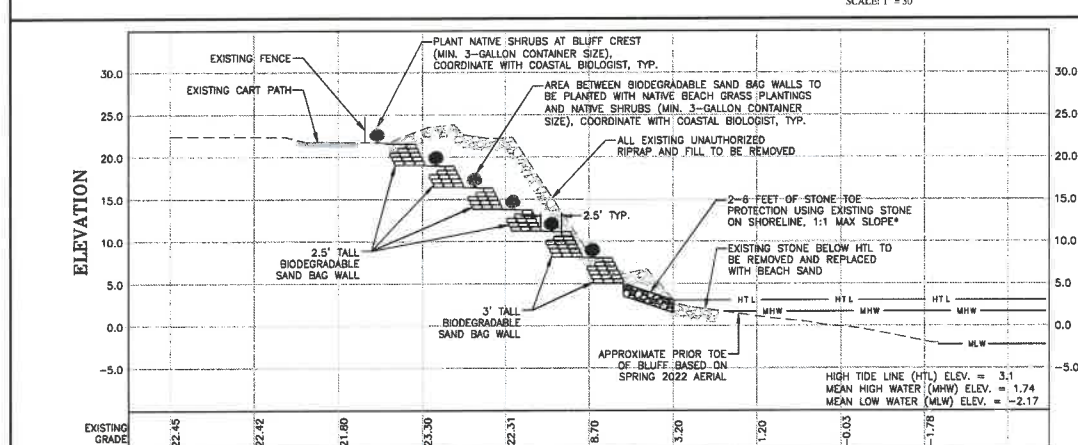 SCALE: 1" = 30'
PLANT NATIVE SHRUBS AT BLUFF CREST
(MIN. 3-GALLON CONTAINER SIZE),
COORDINATE WITH COASTAL BIOLOGIST, TYP.
EXISTING FENCE
EXISTING CART PATH
AREA BETWEEN BIODEGRADABLE SAND BAG WALLS TO
BE PLANTED WITH NATIVE BEACH GRASS PLANTINGS
AND NATIVE SHRUBS (MIN. 3-GALLON CONTAINER
SIZE), COORDINATE WITH COASTAL BIOLOGIST, TYP.
ALL EXISTING UNAUTHORIZED
RIPRAP AND FILL TO BE REMOVED
2-6 FEET OF STONE TOE
PROTECTION USING EXISTING STONE
ON SHORELINE, 1:1 MAX SLOPE*
2.5' TYP.
EXISTING STONE BELOW HTL TO
BE REMOVED AND REPLACED
WITH BEACH SAND
2.5' TALL
BIODEGRADABLE
SAND BAG WALL
3' TALL
BIODEGRADABLE
SAND BAG WALL
APPROXIMATE PRIOR TOE
OF BLUFF BASED ON
SPRING 2022 AERIAL
HTL HTL HTL
MHW MHW MHW
MLW
HIGH TIDE LINE (HTL) ELEV. = 3.1
MEAN HIGH WATER (MHW) ELEV. = 1.74
MEAN LOW WATER (MLW) ELEV. = -2.17
ELEVATION
30.0
25.0
20.0
15.0
10.0
5.0
0.0
-5.0
30.0
25.0
20.0
15.0
10.0
5.0
0.0
-5.0
EXISTING
GRADE
22.45
22.42
21.60
23.30
22.31
8.70
3.20
1.20
-0.03
-1.78